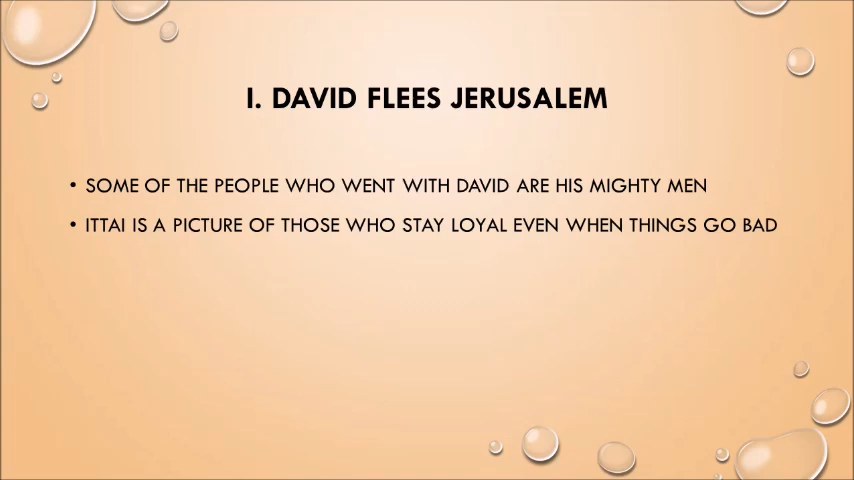 I. DAVID FLEES JERUSALEM
• SOME OF THE PEOPLE WHO WENT WITH DAVID ARE HIS MIGHTY MEN
• ITTAI IS A PICTURE OF THOSE WHO STAY LOYAL EVEN WHEN THINGS GO BAD